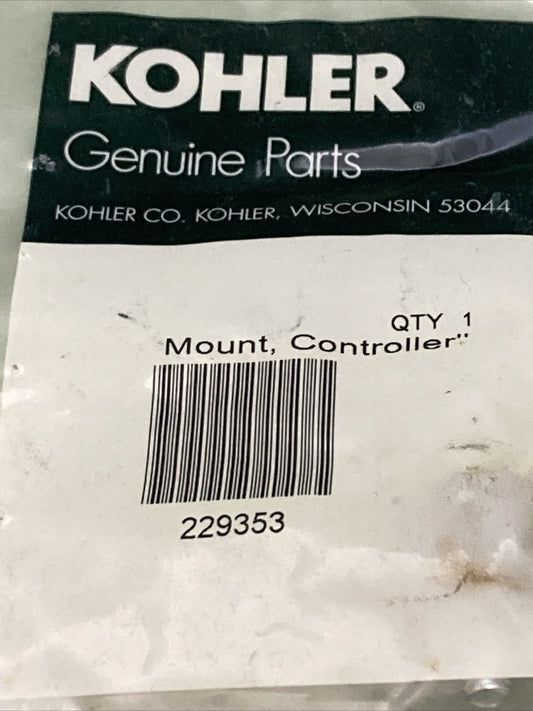 KOHLER®
Genuine Parts
KOHLER CO. KOHLER, WISCONSIN 53044
QTY 1
Mount, Controller"
229353